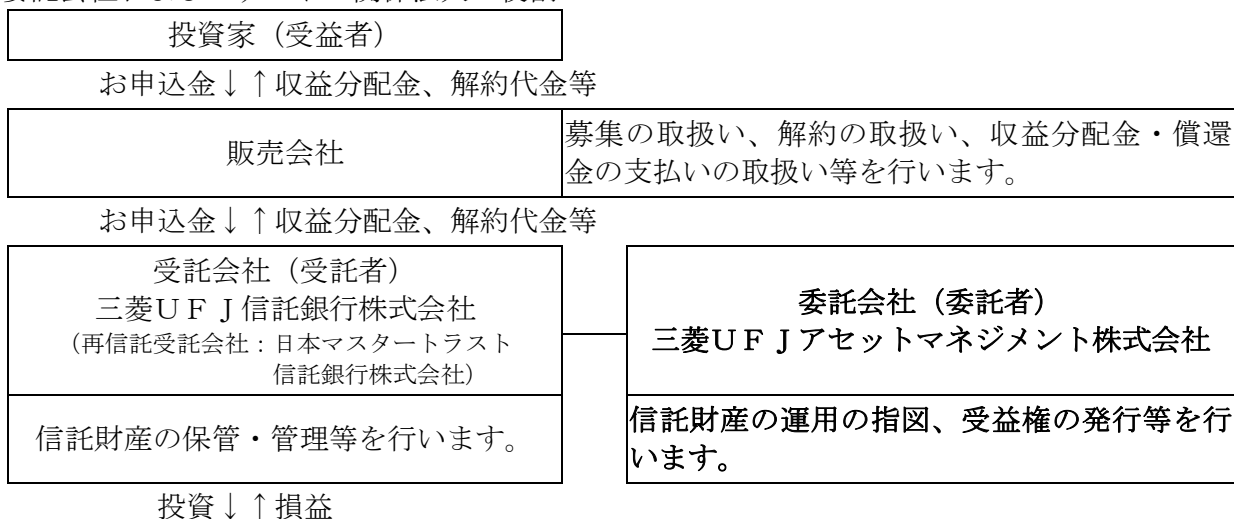 投資家（受益者）
お申込金↓↑収益分配金、解約代金等
販売会社
募集の取扱い、解約の取扱い、収益分配金・償還
金の支払いの取扱い等を行います。
お申込金↓↑収益分配金、解約代金等
受託会社（受託者）
三菱ＵＦＪ信託銀行株式会社
（再信託受託会社：日本マスタートラスト
信託銀行株式会社）
委託会社（委託者）
三菱ＵＦＪアセットマネジメント株式会社
信託財産の保管・管理等を行います。
信託財産の運用の指図、受益権の発行等を行
います。
投資↓↑損益